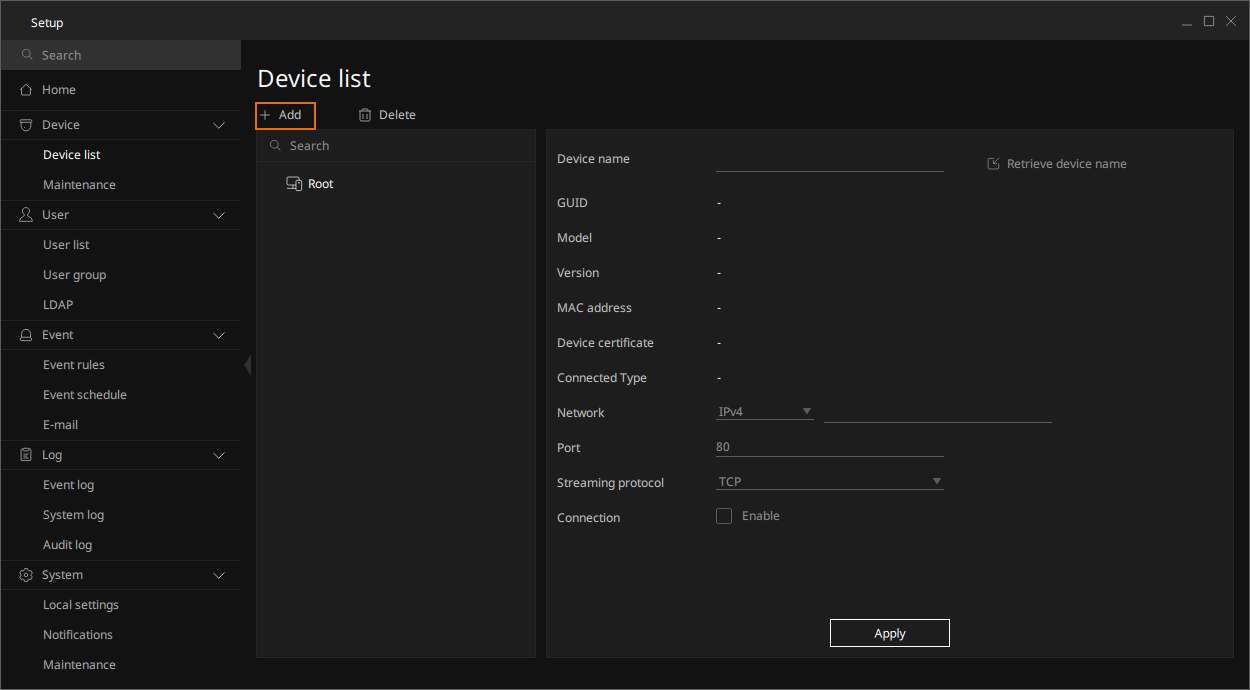 Setup
Search
Home
Device
Device list
Maintenance
User
User list
User group
LDAP
Event
Event rules
Event schedule
E-mail
Log
Event log
System log
Audit log
System
Local settings
Notifications
Maintenance
Device list
Add
Delete
Search
Root
Device name
Retrieve device name
GUID -
Model -
Version -
MAC address -
Device certificate -
Connected Type -
Network IPv4
Port 80
Streaming protocol TCP
Connection Enable
Apply